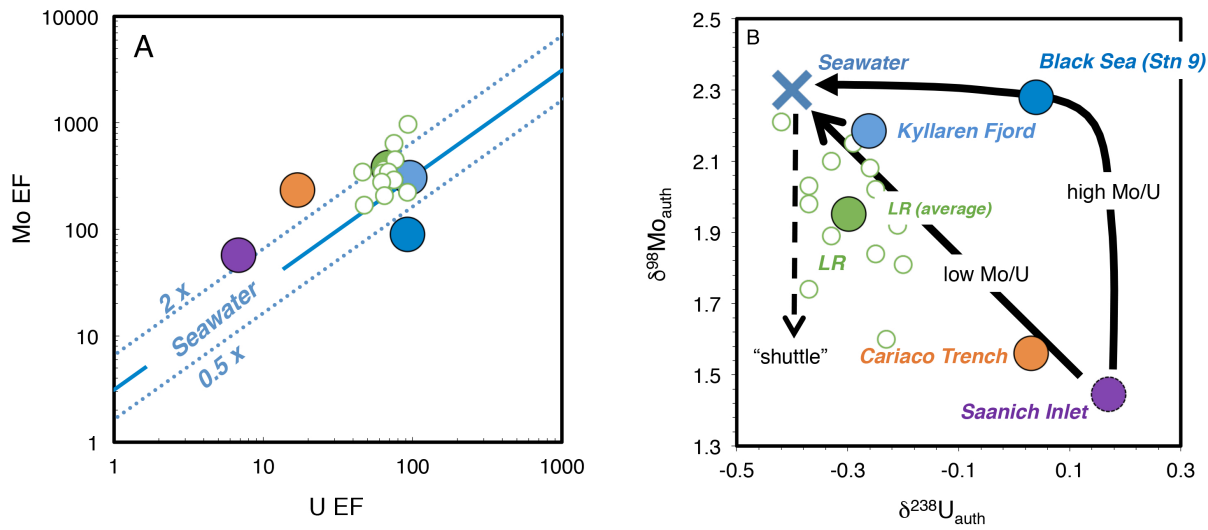 A
10000
1000
100
10
1
Mo EF
2 x
Seawater
0.5 x
1
10
100
1000
U EF
B
2.5
2.3
2.1
1.9
1.7
1.5
1.3
δ98Moauth
Seawater
Black Sea (Stn 9)
Kyllaren Fjord
high Mo/U
LR (average)
LR
low Mo/U
"shuttle"
Cariaco Trench
Saanich Inlet
-0.5
-0.3
-0.1
0.1
0.3
δ238Uauth